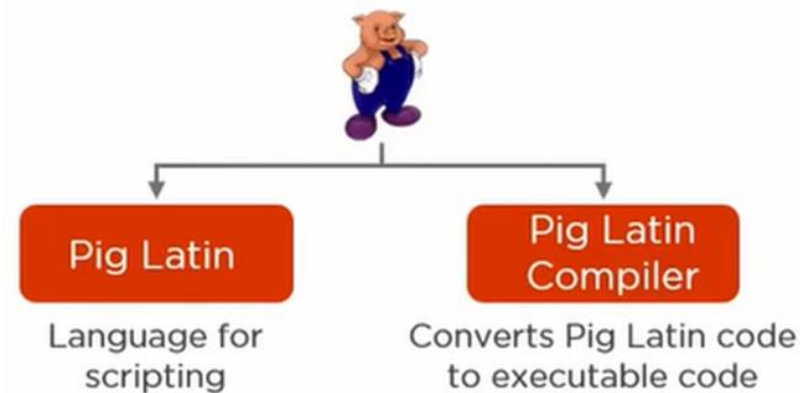 Pig Latin
Language for
scripting
Pig Latin
Compiler
Converts Pig Latin code
to executable code